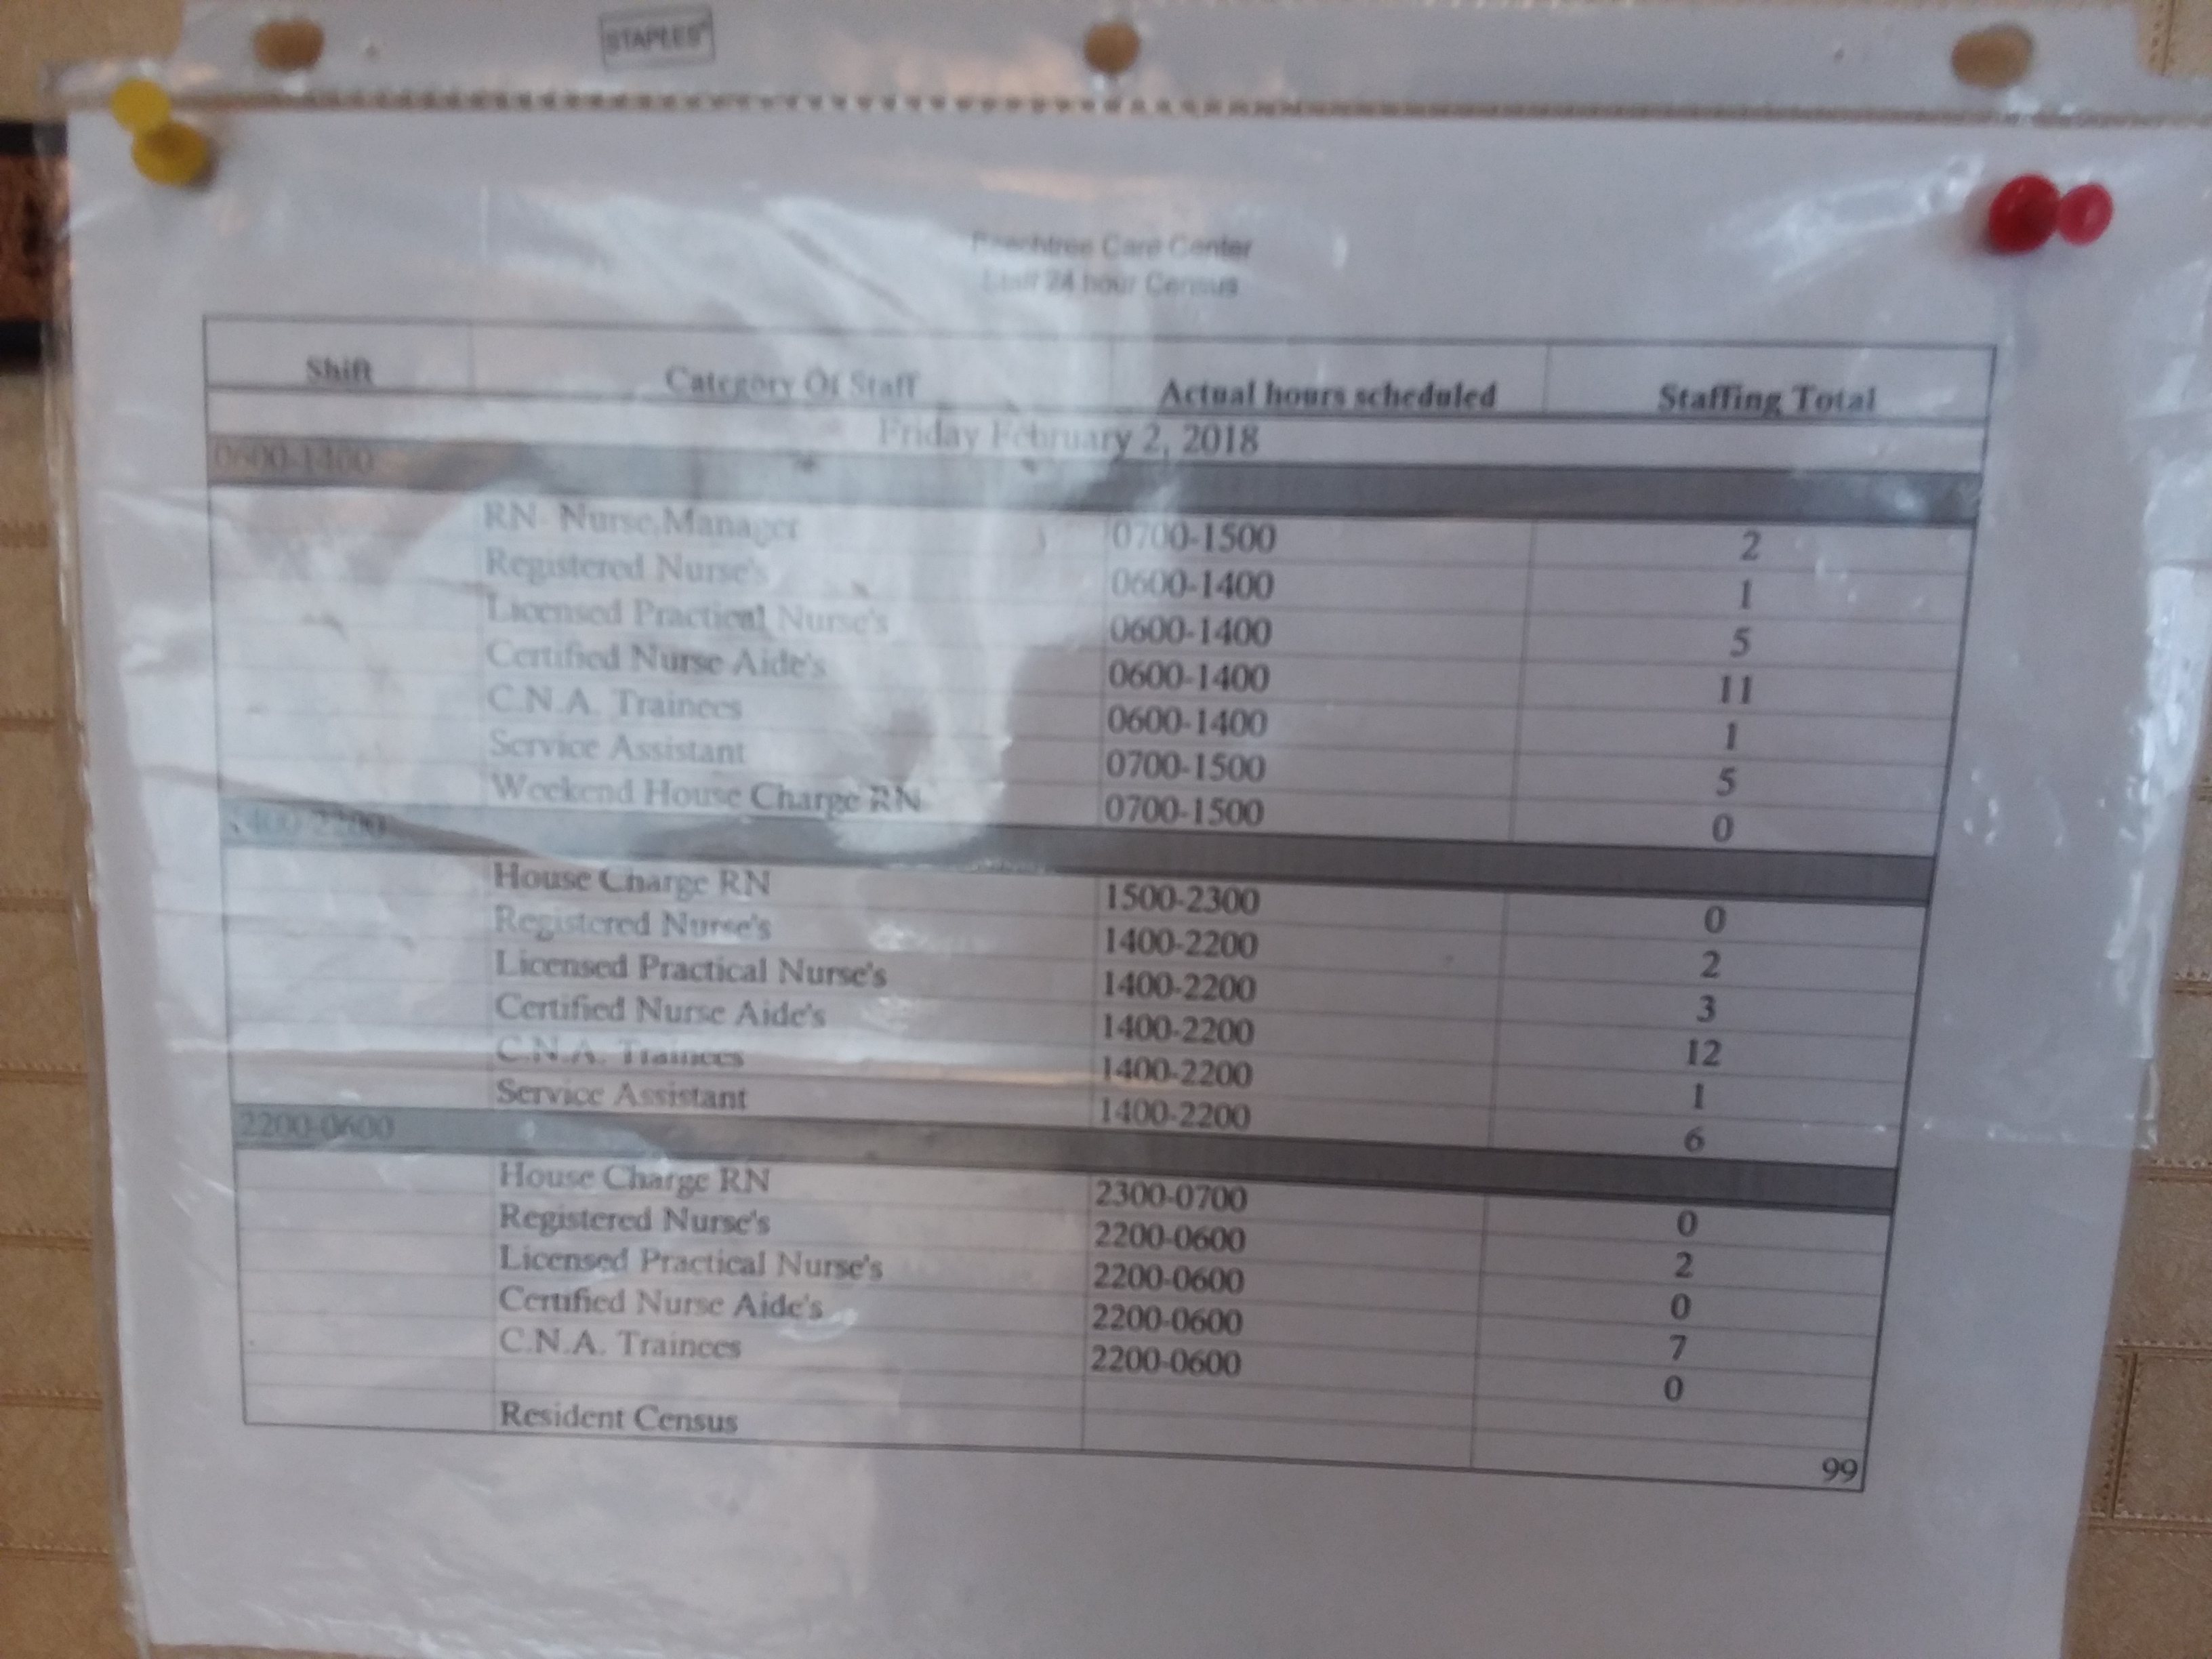 STAPLES
Beechtree Care Center
Staff 24 hour Census
Shift Category Of Staff Actual hours scheduled Staffing Total
Friday February 2, 2018
0600-1400
RN- Nurse Manager 0700-1500 2
Registered Nurse's 0600-1400 1
Licensed Practical Nurse's 0600-1400 5
Certified Nurse Aide's 0600-1400 11
C.N.A. Trainees 0600-1400 1
Service Assistant 0700-1500 5
Weekend House Charge RN 0700-1500 0
1400-2200
House Charge RN 1500-2300 0
Registered Nurse's 1400-2200 2
Licensed Practical Nurse's 1400-2200 3
Certified Nurse Aide's 1400-2200 12
C.N.A. Trainees 1400-2200 1
Service Assistant 1400-2200 6
2200-0600
House Charge RN 2300-0700 0
Registered Nurse's 2200-0600 2
Licensed Practical Nurse's 2200-0600 0
Certified Nurse Aide's 2200-0600 7
C.N.A. Trainees 2200-0600 0
Resident Census 99